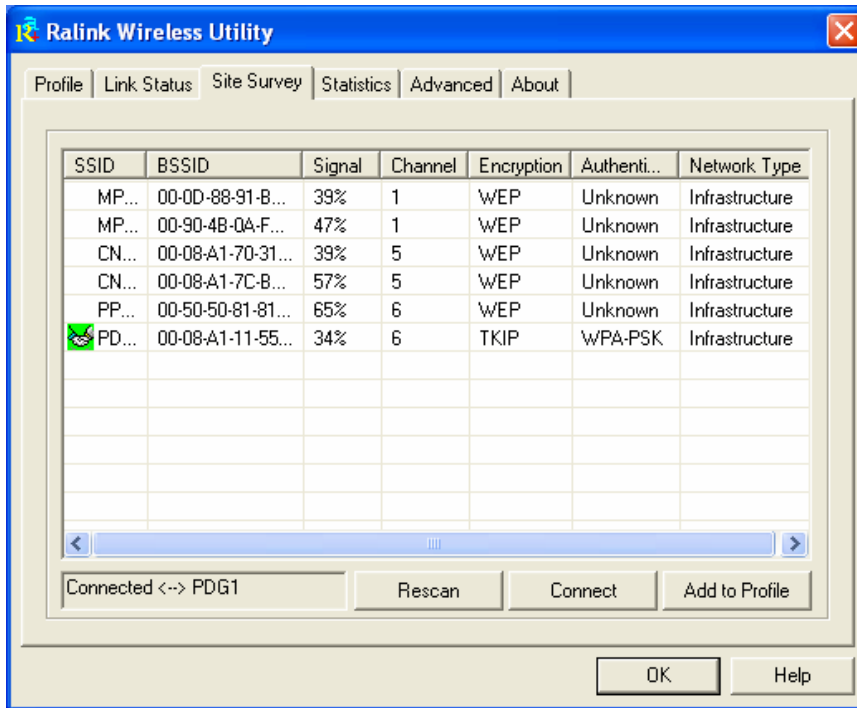 Ralink Wireless Utility
Profile Link Status Site Survey Statistics Advanced About
SSID BSSID Signal Channel Encryption Authenti... Network Type
MP... 00-0D-88-91-B... 39% 1 WEP Unknown Infrastructure
MP... 00-90-4B-0A-F... 47% 1 WEP Unknown Infrastructure
CN... 00-08-A1-70-31... 39% 5 WEP Unknown Infrastructure
CN... 00-08-A1-7C-B... 57% 5 WEP Unknown Infrastructure
PP... 00-50-50-81-81... 65% 6 WEP Unknown Infrastructure
PD... 00-08-A1-11-55... 34% 6 TKIP WPA-PSK Infrastructure
Connected <--> PDG1 Rescan Connect Add to Profile
OK Help